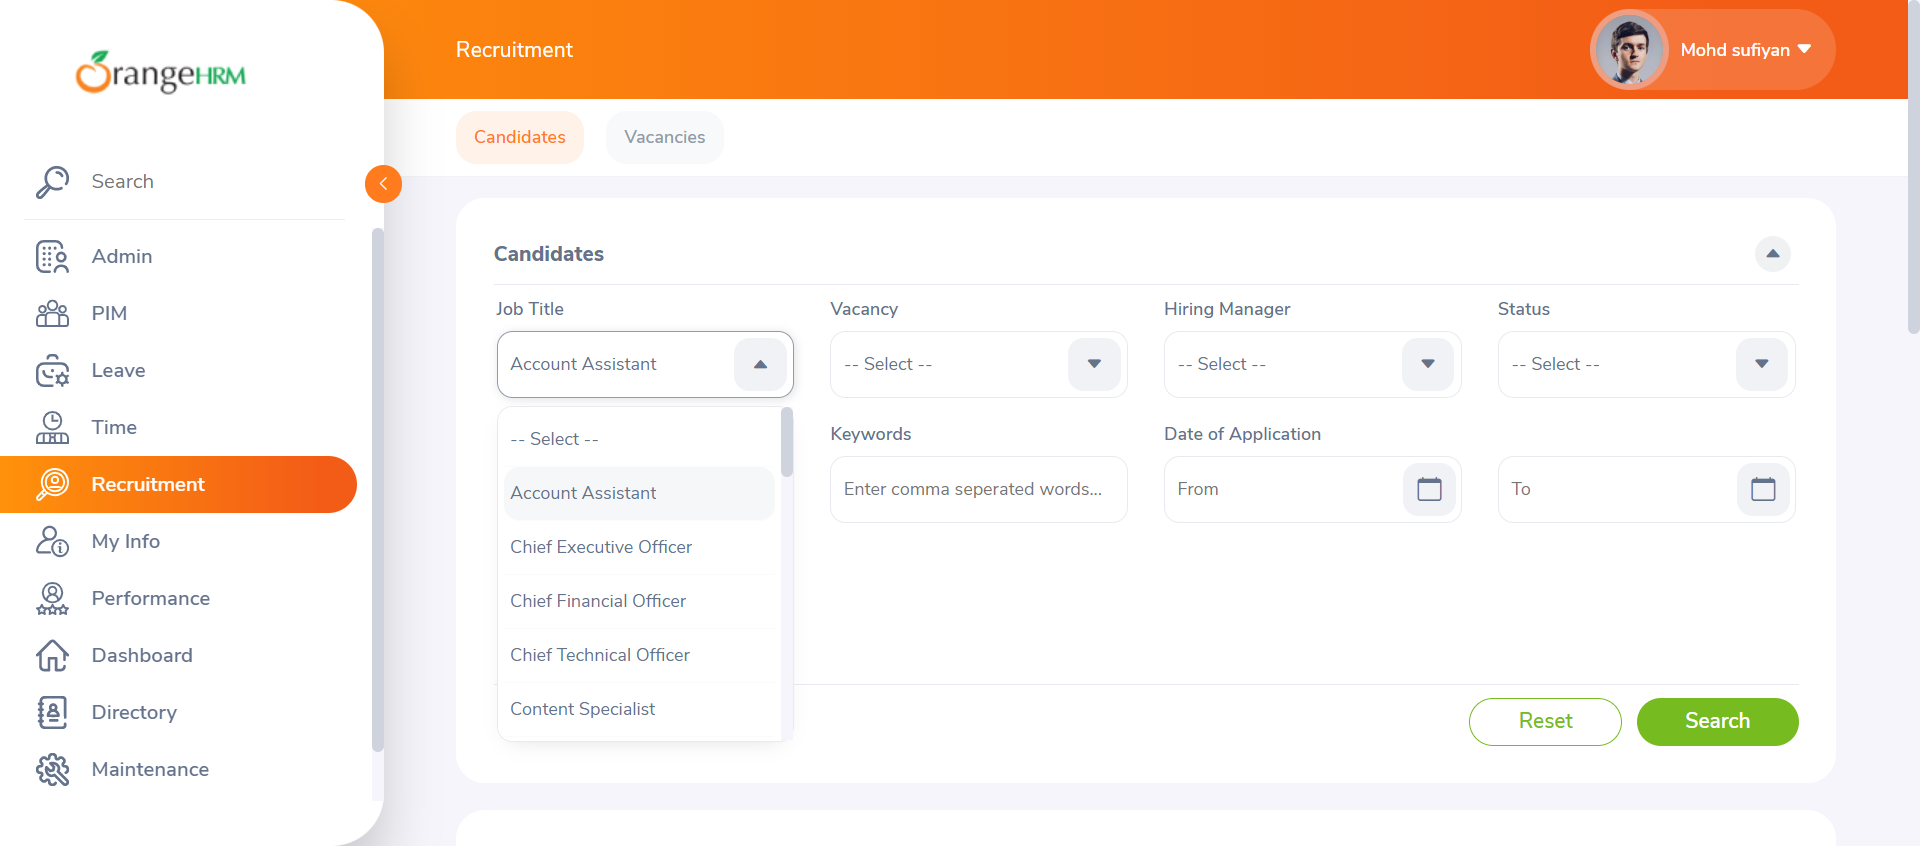 OrangeHRM
Recruitment
Mohd sufiyan
Candidates
Vacancies
Search
Admin
PIM
Leave
Time
Recruitment
My Info
Performance
Dashboard
Directory
Maintenance
Candidates
Job Title
Vacancy
Hiring Manager
Status
Account Assistant
-- Select --
-- Select --
-- Select --
-- Select --
Account Assistant
Chief Executive Officer
Chief Financial Officer
Chief Technical Officer
Content Specialist
Keywords
Date of Application
Enter comma seperated words...
From
To
Reset
Search